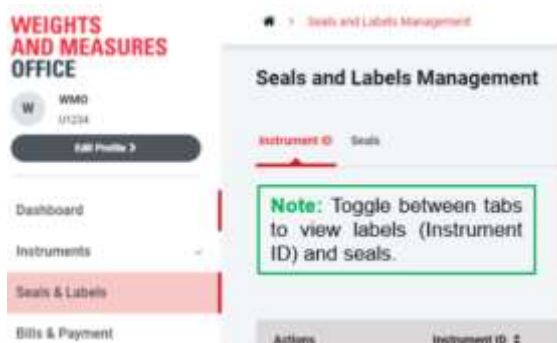 WEIGHTS
AND MEASURES
OFFICE
W
WMO
U1234
Edit Profile >
Dashboard
Instruments
Seals & Labels
Bills & Payment
> Seals and Labels Management
Seals and Labels Management
Instrument ID Seals
Note: Toggle between tabs
to view labels (Instrument
ID) and seals.
Actions Instrument ID